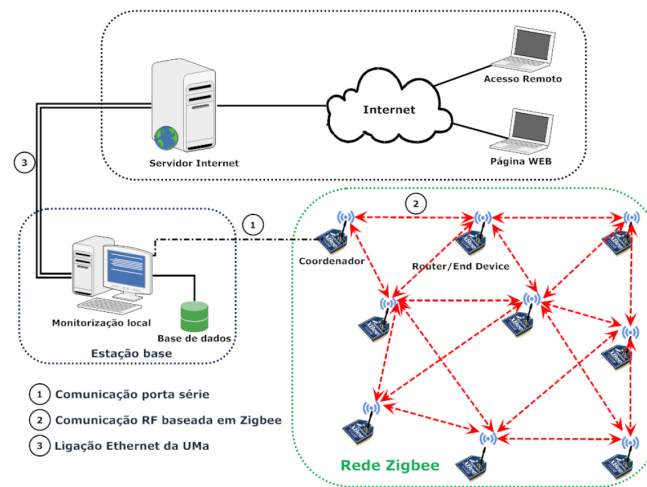 Acesso Remoto
Internet
Servidor Internet
Página WEB
3
1
2
Coordenador
Router/End Device
Monitorização local
Base de dados
Estação base
1 Comunicação porta série
2 Comunicação RF baseada em Zigbee
3 Ligação Ethernet da UMa
Rede Zigbee